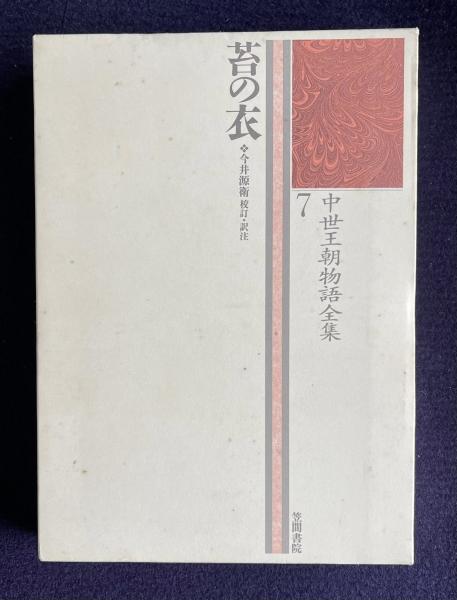 7
中世王朝物語全集
苔の衣
❖今井源衛 校訂・訳注
笠間書院